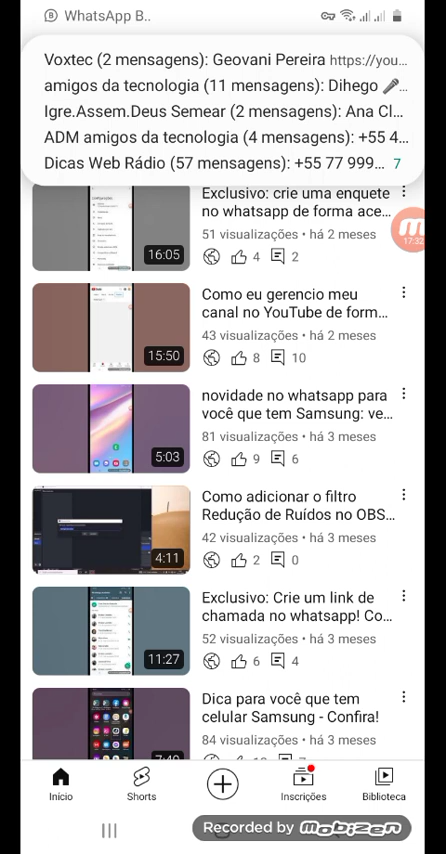 WhatsApp B..
Voxtec (2 mensagens): Geovani Pereira https://you...
amigos da tecnologia (11 mensagens): Dihego 🎤...
Igre.Assem.Deus Semear (2 mensagens): Ana Cl...
ADM amigos da tecnologia (4 mensagens): +55 4...
Dicas Web Rádio (57 mensagens): +55 77 999... 7
Exclusivo: crie uma enquete
no whatsapp de forma ace...
51 visualizações • há 2 meses
4 2
16:05
17:32
Como eu gerencio meu
canal no YouTube de form...
43 visualizações • há 2 meses
8 10
15:50
novidade no whatsapp para
você que tem Samsung: ve...
81 visualizações • há 3 meses
9 6
5:03
Como adicionar o filtro
Redução de Ruídos no OBS...
42 visualizações • há 3 meses
2 0
4:11
Exclusivo: Crie um link de
chamada no whatsapp! Co...
52 visualizações • há 3 meses
6 4
11:27
Dica para você que tem
celular Samsung - Confira!
84 visualizações • há 3 meses
Início Shorts Inscrições Biblioteca
Recorded by mobizen